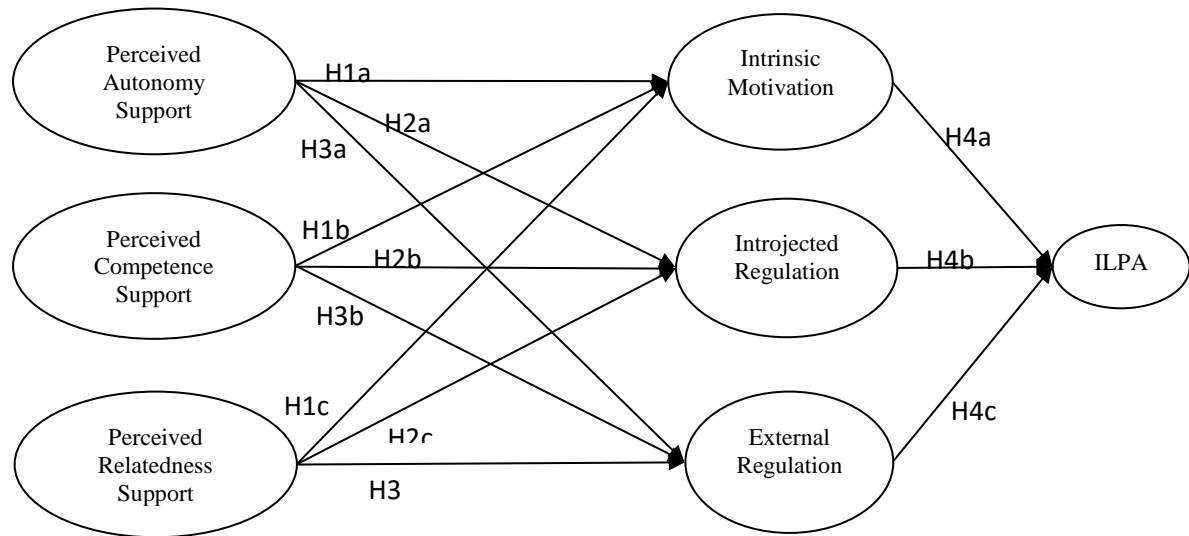 Perceived
Autonomy
Support
H1a
H2a
H3a
Intrinsic
Motivation
H4a
Perceived
Competence
Support
H1b
H2b
H3b
Introjected
Regulation
H4b
ILPA
Perceived
Relatedness
Support
H1c
H2c
H3
External
Regulation
H4c